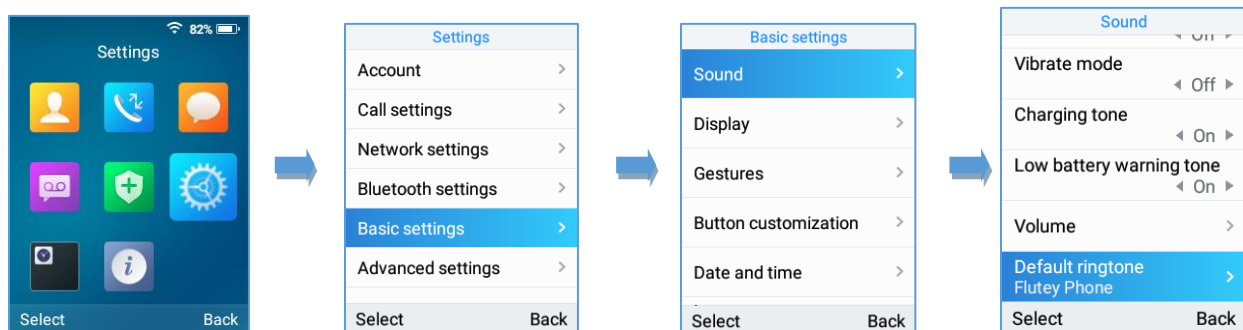 82%
Settings
Select Back
Settings
Account
Call settings
Network settings
Bluetooth settings
Basic settings
Advanced settings
Select Back
Basic settings
Sound
Display
Gestures
Button customization
Date and time
Select Back
Sound
Vibrate mode
Off
Charging tone
On
Low battery warning tone
On
Volume
Default ringtone
Flutey Phone
Select Back